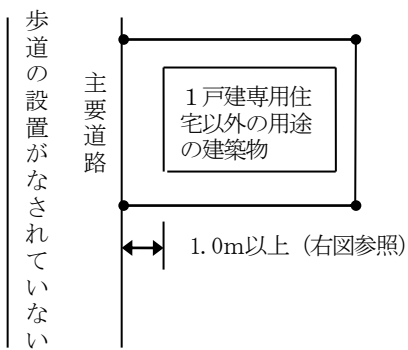 歩道の設置がなされていない
主要道路
１戸建専用住
宅以外の用途
の建築物
1.0m以上（右図参照）